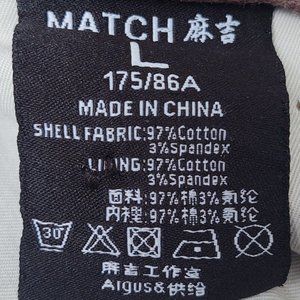 MATCH 麻吉
L
175/86A
MADE IN CHINA
SHELL FABRIC:97%Cotton
3%Spandex
LINING:97%Cotton
3%Spandex
面料:97%棉3%氨纶
内裡:97%棉3%氨纶
30
麻吉工作室
Aigus&供给